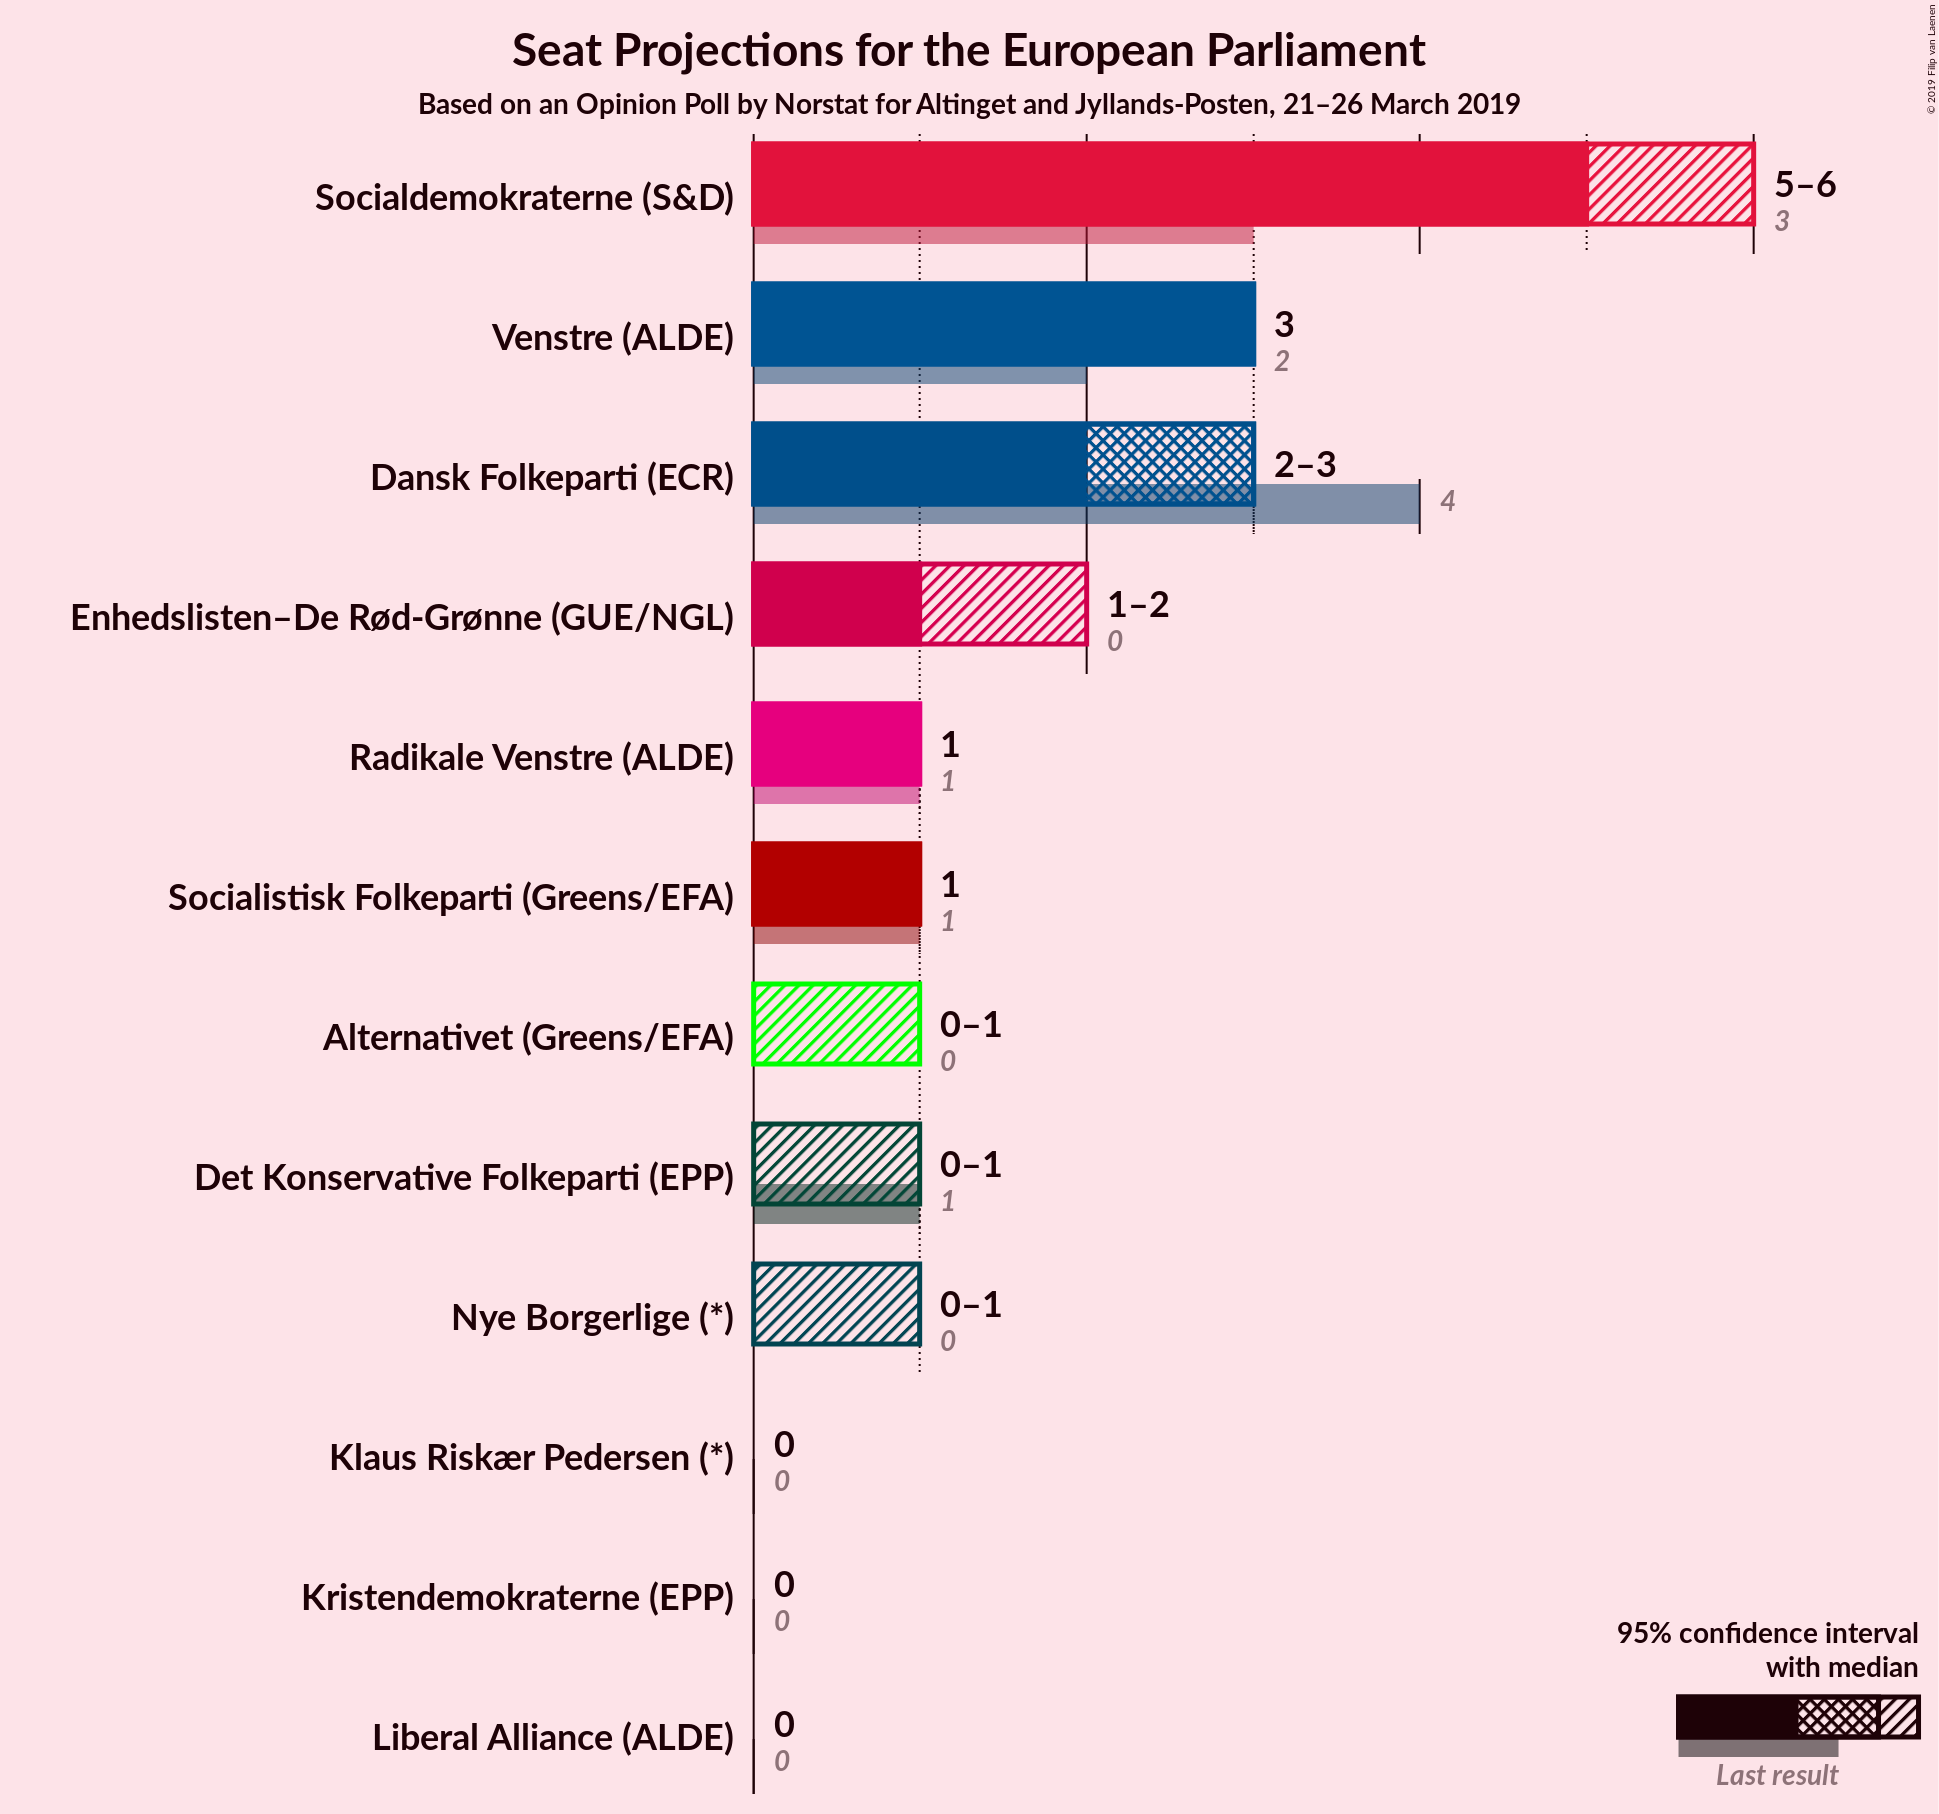 Seat Projections for the European Parliament
Based on an Opinion Poll by Norstat for Altinget and Jyllands-Posten, 21–26 March 2019
© 2019 Filip van Laenen
Socialdemokraterne (S&D)
5–6
3
Venstre (ALDE)
3
2
Dansk Folkeparti (ECR)
2–3
4
Enhedslisten–De Rød-Grønne (GUE/NGL)
1–2
0
Radikale Venstre (ALDE)
1
1
Socialistisk Folkeparti (Greens/EFA)
1
1
Alternativet (Greens/EFA)
0–1
0
Det Konservative Folkeparti (EPP)
0–1
1
Nye Borgerlige (*)
0–1
0
Klaus Riskær Pedersen (*)
0
0
Kristendemokraterne (EPP)
0
0
Liberal Alliance (ALDE)
0
0
95% confidence interval
with median
Last result